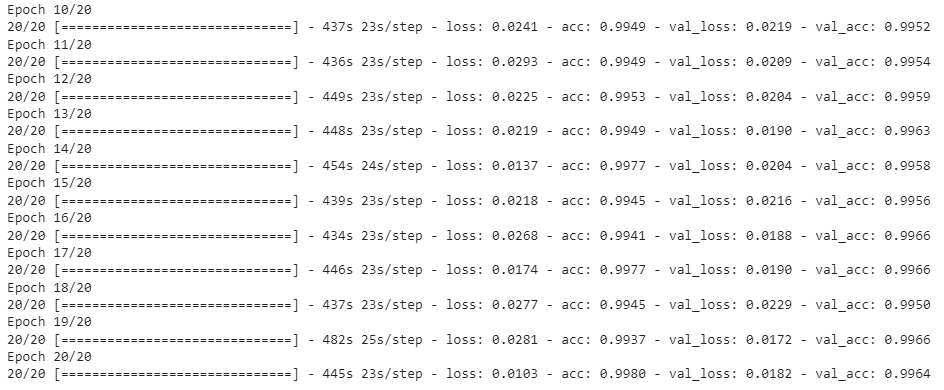 Epoch 10/20
20/20 [==============================] - 437s 23s/step - loss: 0.0241 - acc: 0.9949 - val_loss: 0.0219 - val_acc: 0.9952
Epoch 11/20
20/20 [==============================] - 436s 23s/step - loss: 0.0293 - acc: 0.9949 - val_loss: 0.0209 - val_acc: 0.9954
Epoch 12/20
20/20 [==============================] - 449s 23s/step - loss: 0.0225 - acc: 0.9953 - val_loss: 0.0204 - val_acc: 0.9959
Epoch 13/20
20/20 [==============================] - 448s 23s/step - loss: 0.0219 - acc: 0.9949 - val_loss: 0.0190 - val_acc: 0.9963
Epoch 14/20
20/20 [==============================] - 454s 24s/step - loss: 0.0137 - acc: 0.9977 - val_loss: 0.0204 - val_acc: 0.9958
Epoch 15/20
20/20 [==============================] - 439s 23s/step - loss: 0.0218 - acc: 0.9945 - val_loss: 0.0216 - val_acc: 0.9956
Epoch 16/20
20/20 [==============================] - 434s 23s/step - loss: 0.0268 - acc: 0.9941 - val_loss: 0.0188 - val_acc: 0.9966
Epoch 17/20
20/20 [==============================] - 446s 23s/step - loss: 0.0174 - acc: 0.9977 - val_loss: 0.0190 - val_acc: 0.9966
Epoch 18/20
20/20 [==============================] - 437s 23s/step - loss: 0.0277 - acc: 0.9945 - val_loss: 0.0229 - val_acc: 0.9950
Epoch 19/20
20/20 [==============================] - 482s 25s/step - loss: 0.0281 - acc: 0.9937 - val_loss: 0.0172 - val_acc: 0.9966
Epoch 20/20
20/20 [==============================] - 445s 23s/step - loss: 0.0103 - acc: 0.9980 - val_loss: 0.0182 - val_acc: 0.9964